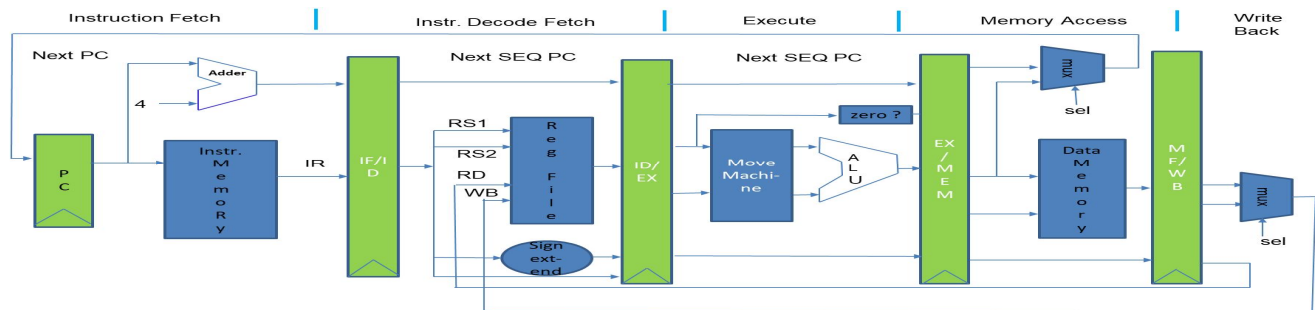 Instruction Fetch
Instr. Decode Fetch
Execute
Memory Access
Write
Back
Next PC
Adder
4
PC
Instr.
MemoRy
IR
IF/I
D
Next SEQ PC
RS1
RS2
RD
WB
Reg
File
Sign
ext-
end
ID/
EX
Next SEQ PC
zero ?
Move
Machi-
ne
ALU
EX
/
MEM
mux
sel
Data
Memory
MF/WB
mux
sel